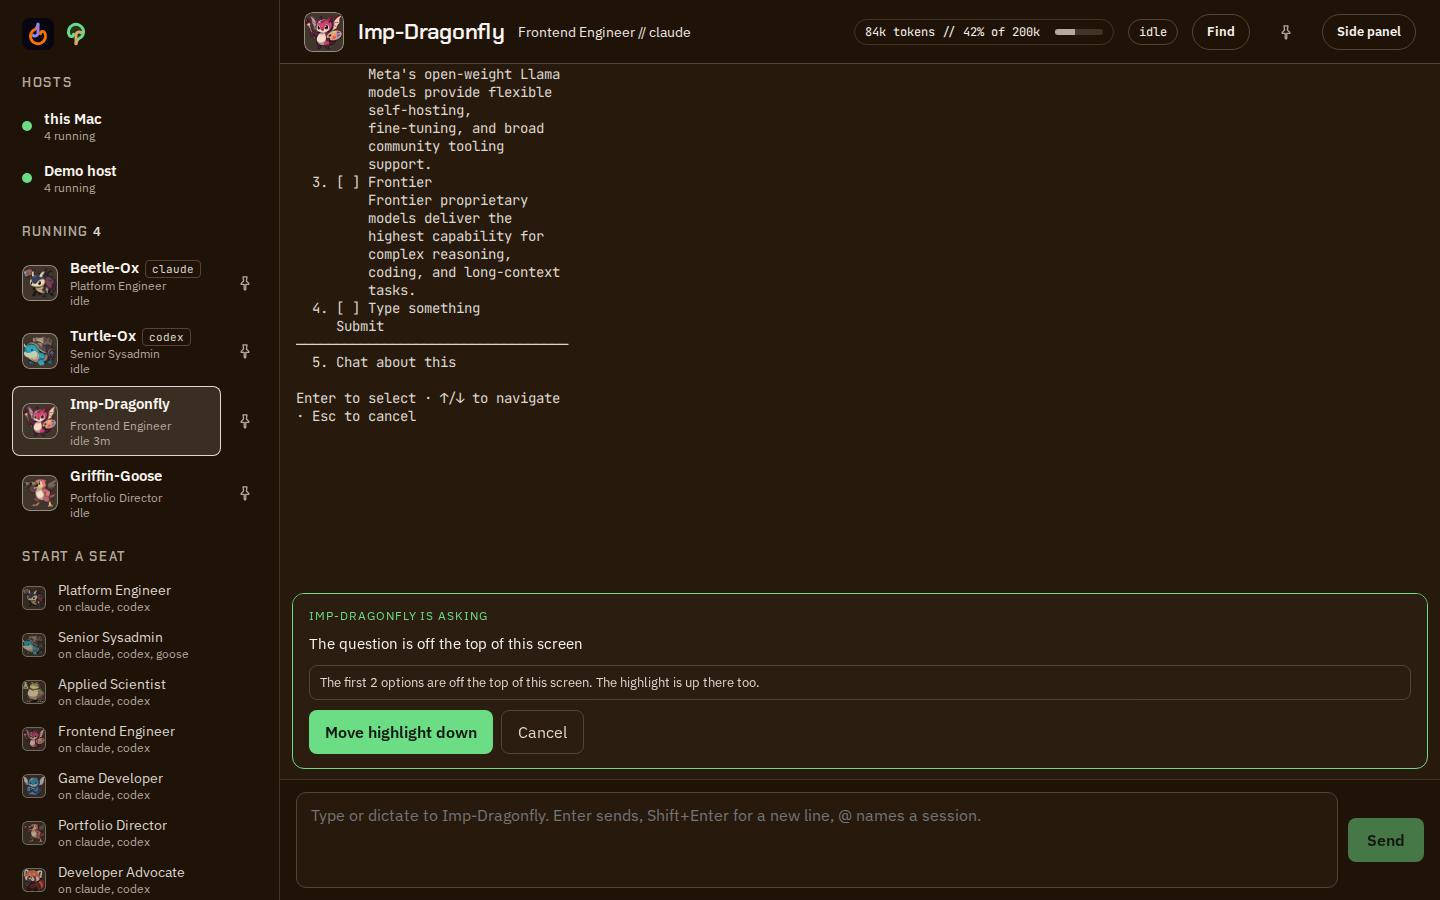 HOSTS
this Mac
4 running
Demo host
4 running
RUNNING 4
Beetle-Ox claude
Platform Engineer
idle
Turtle-Ox codex
Senior Sysadmin
idle
Imp-Dragonfly
Frontend Engineer
idle 3m
Griffin-Goose
Portfolio Director
idle
START A SEAT
Platform Engineer
on claude, codex
Senior Sysadmin
on claude, codex, goose
Applied Scientist
on claude, codex
Frontend Engineer
on claude, codex
Game Developer
on claude, codex
Portfolio Director
on claude, codex
Developer Advocate
on claude, codex
Imp-Dragonfly Frontend Engineer // claude 84k tokens // 42% of 200k idle Find Side panel
Meta's open-weight Llama
models provide flexible
self-hosting,
fine-tuning, and broad
community tooling
support.
3. [ ] Frontier
Frontier proprietary
models deliver the
highest capability for
complex reasoning,
coding, and long-context
tasks.
4. [ ] Type something
Submit
5. Chat about this
Enter to select · ↑/↓ to navigate
· Esc to cancel
IMP-DRAGONFLY IS ASKING
The question is off the top of this screen
The first 2 options are off the top of this screen. The highlight is up there too.
Move highlight down Cancel
Type or dictate to Imp-Dragonfly. Enter sends, Shift+Enter for a new line, @ names a session.
Send